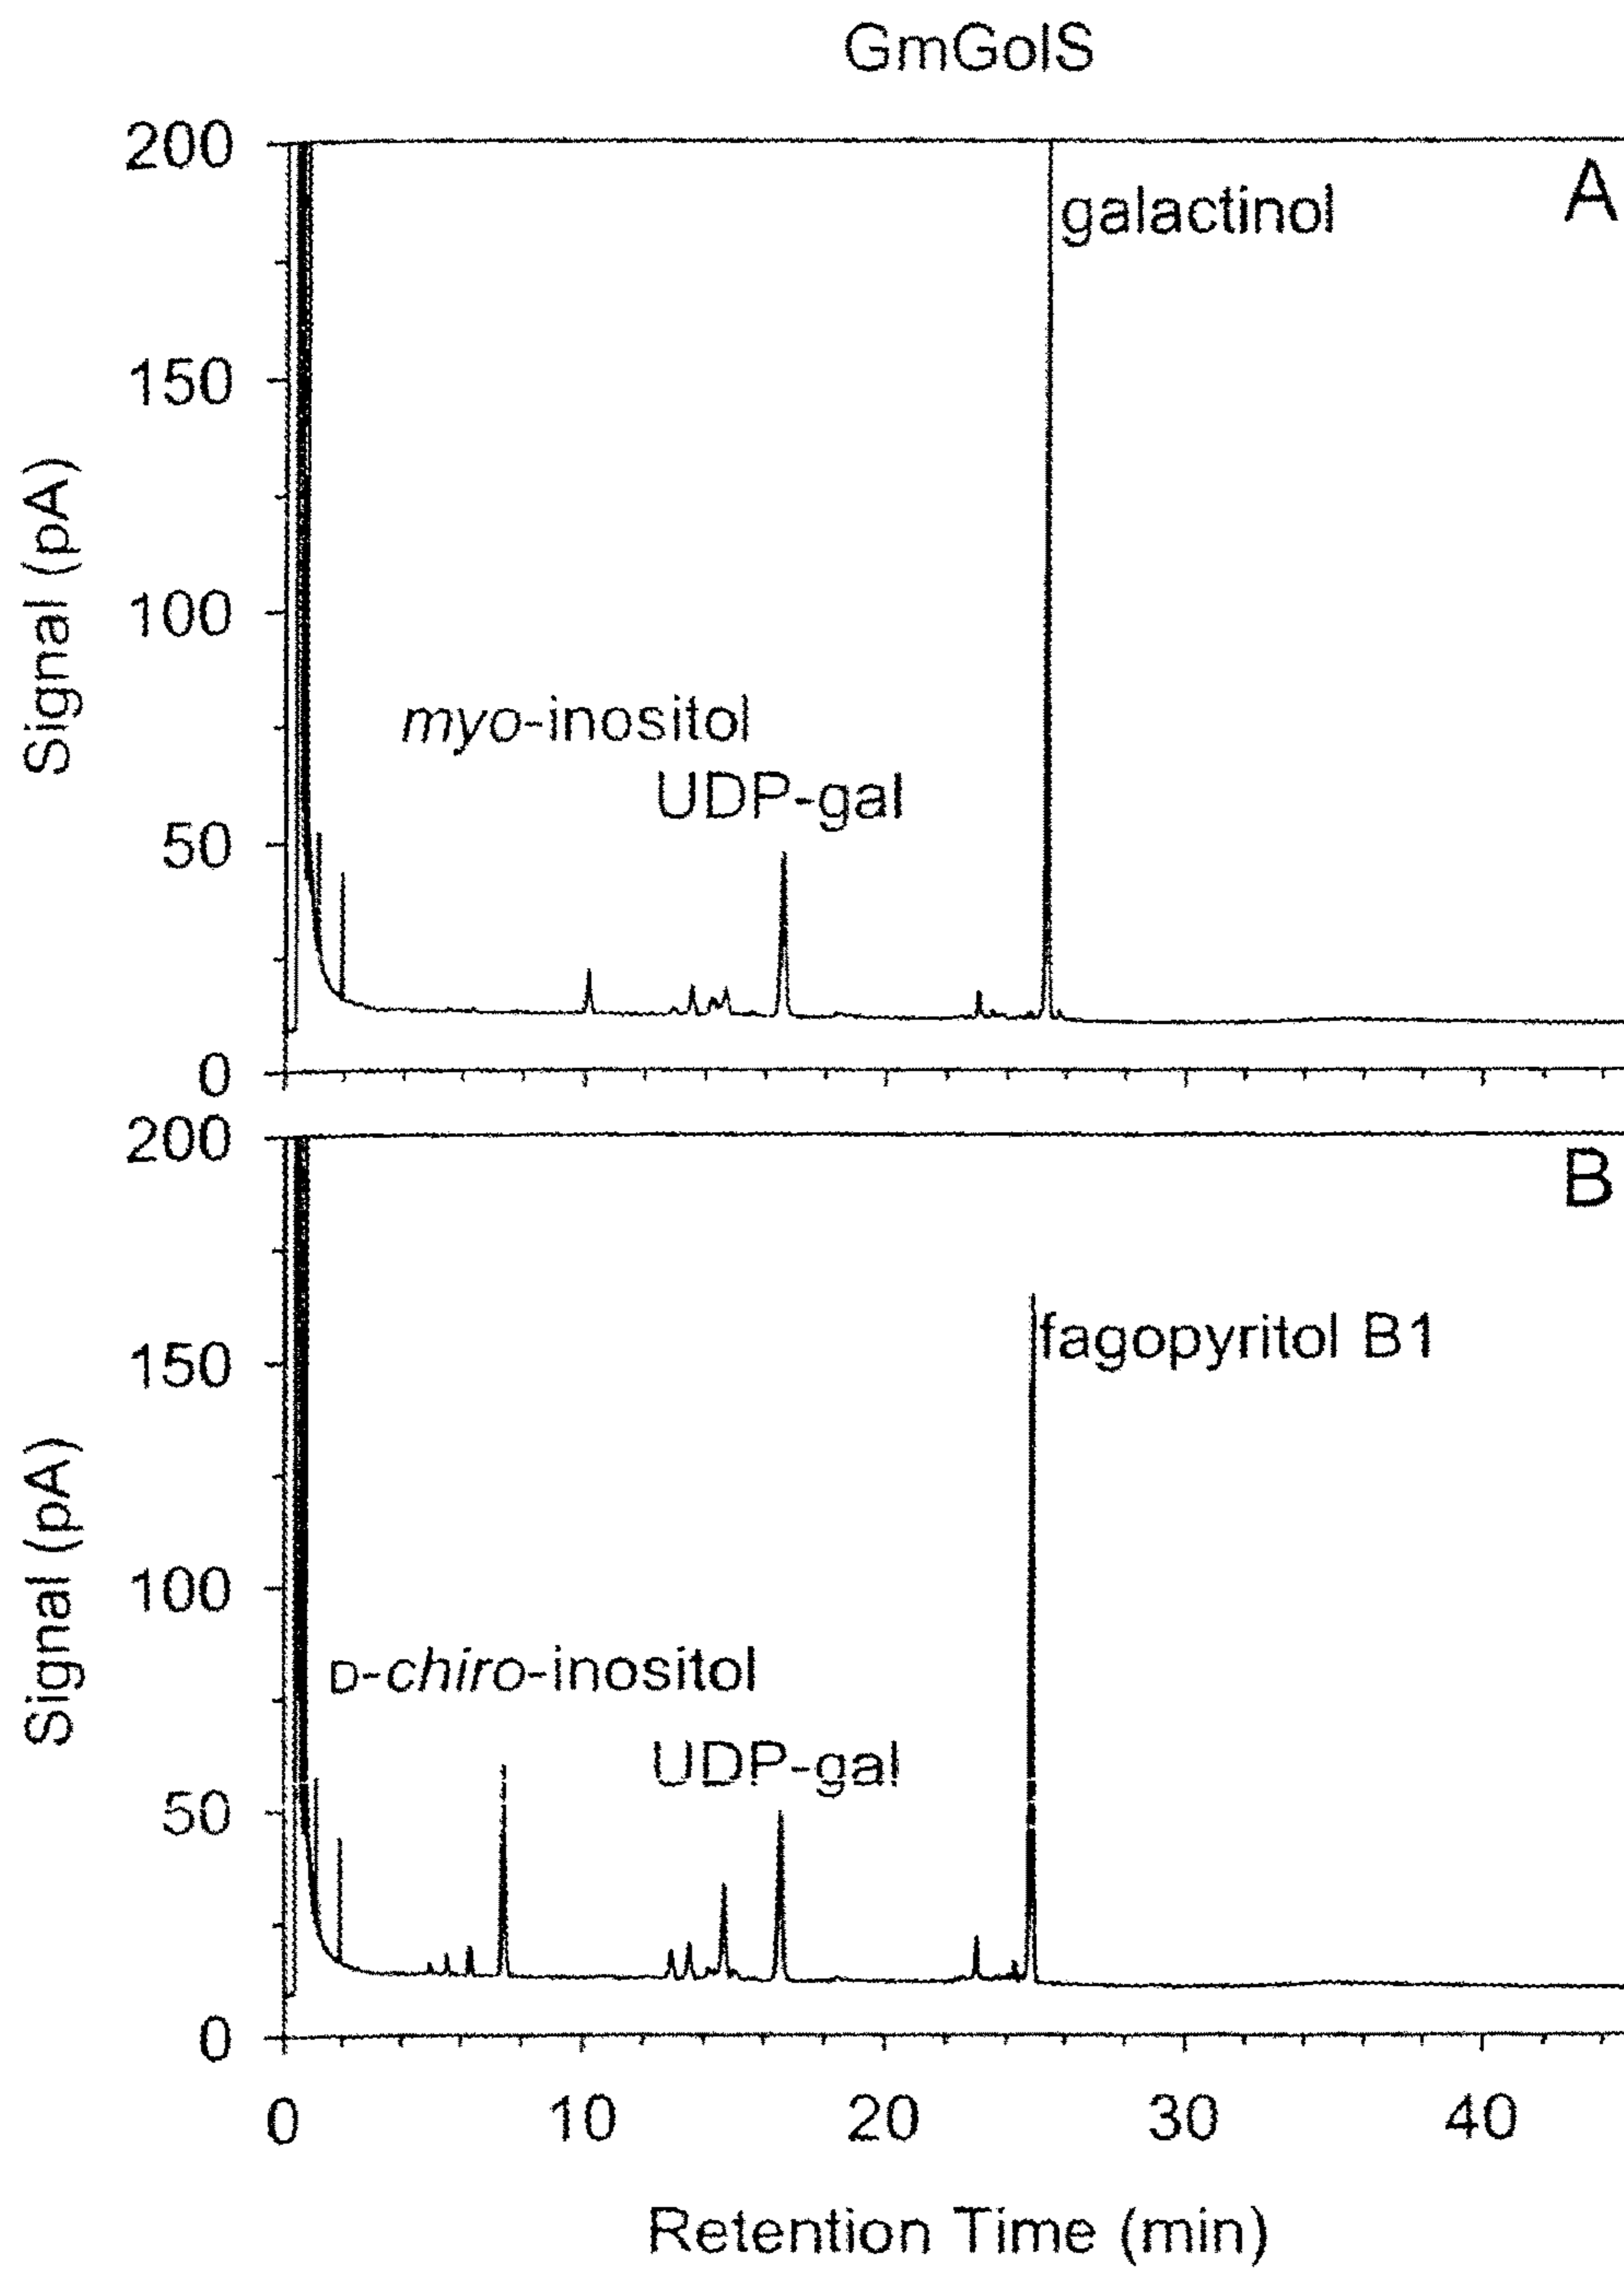 GmGolS
200
A
galactinol
150
Signal (pA)
100
myo-inositol
UDP-gal
50
0
200
B
fagopyritol B1
150
Signal (pA)
100
D-chiro-inositol
UDP-gal
50
0
0 10 20 30 40
Retention Time (min)